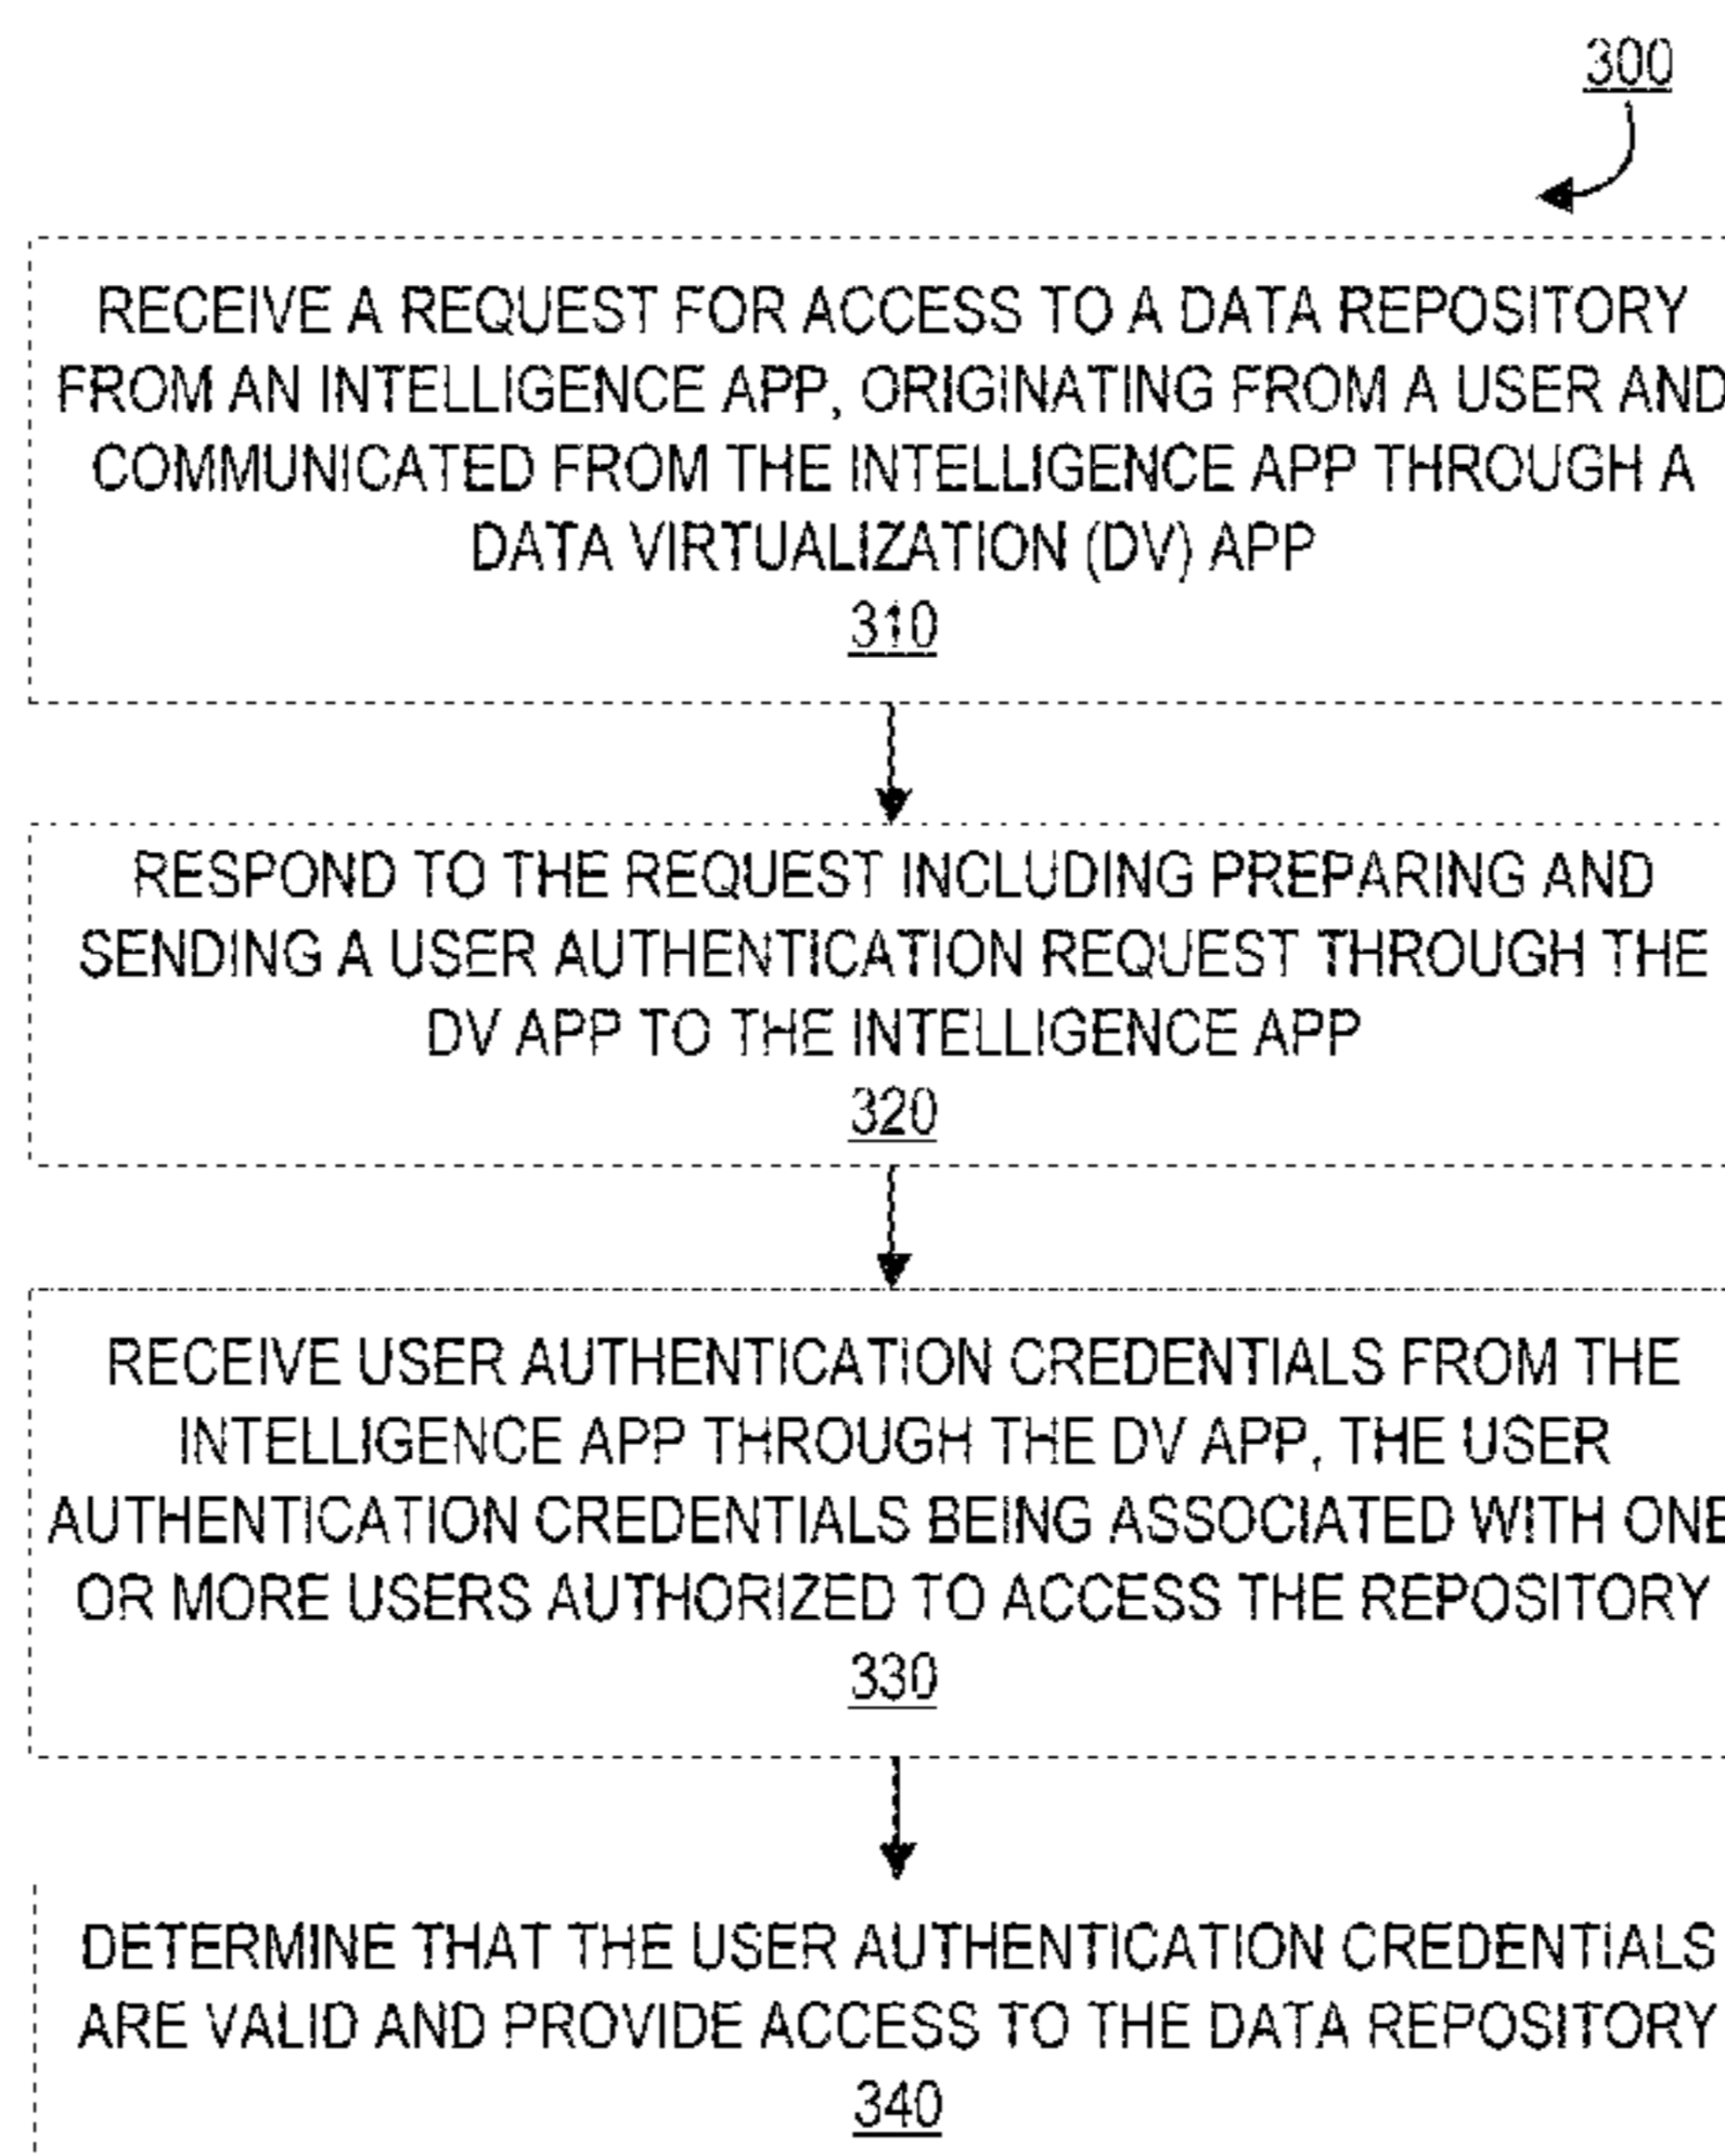 300
RECEIVE A REQUEST FOR ACCESS TO A DATA REPOSITORY
FROM AN INTELLIGENCE APP, ORIGINATING FROM A USER AND
COMMUNICATED FROM THE INTELLIGENCE APP THROUGH A
DATA VIRTUALIZATION (DV) APP
310
RESPOND TO THE REQUEST INCLUDING PREPARING AND
SENDING A USER AUTHENTICATION REQUEST THROUGH THE
DV APP TO THE INTELLIGENCE APP
320
RECEIVE USER AUTHENTICATION CREDENTIALS FROM THE
INTELLIGENCE APP THROUGH THE DV APP, THE USER
AUTHENTICATION CREDENTIALS BEING ASSOCIATED WITH ONE
OR MORE USERS AUTHORIZED TO ACCESS THE REPOSITORY
330
DETERMINE THAT THE USER AUTHENTICATION CREDENTIALS
ARE VALID AND PROVIDE ACCESS TO THE DATA REPOSITORY
340